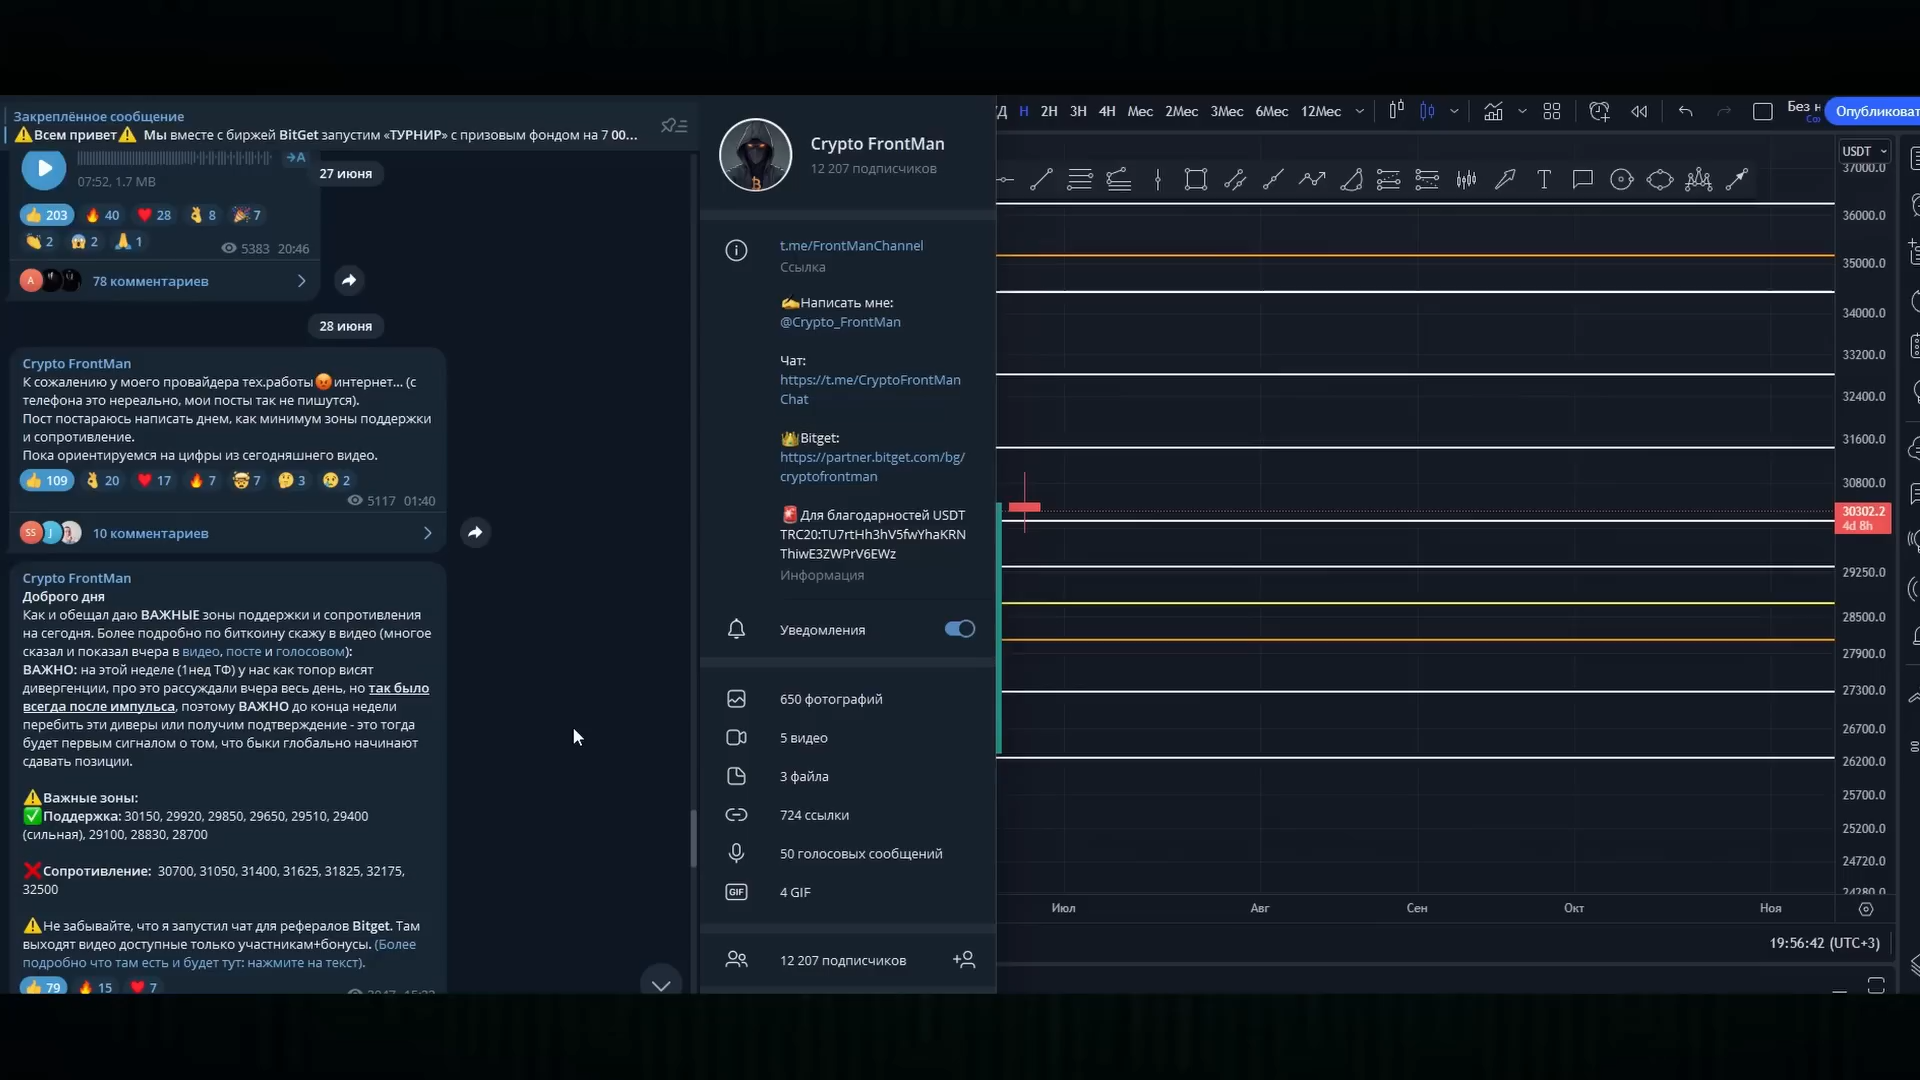 Закреплённое сообщение
⚠️Всем привет⚠️ Мы вместе с биржей BitGet запустим «ТУРНИР» с призовым фондом на 7 00...
07:52, 1.7 MB
→A
27 июня
👍 203 🔥 40 ❤️ 28 👌 8 🎉 7
👏 2 😱 2 🙏 1
5383 20:46
A
78 комментариев
28 июня
Crypto FrontMan
К сожалению у моего провайдера тех.работы😡интернет... (с
телефона это нереально, мои посты так не пишутся).
Пост постараюсь написать днем, как минимум зоны поддержки
и сопротивление.
Пока ориентируемся на цифры из сегодняшнего видео.
👍 109 👌 20 ❤️ 17 🔥 7 🤯 7 🤔 3 😢 2
5117 01:40
SS J
10 комментариев
Crypto FrontMan
Доброго дня
Как и обещал даю ВАЖНЫЕ зоны поддержки и сопротивления
на сегодня. Более подробно по биткоину скажу в видео (многое
сказал и показал вчера в видео, посте и голосовом):
ВАЖНО: на этой неделе (1нед ТФ) у нас как топор висят
дивергенции, про это рассуждали вчера весь день, но так было
всегда после импульса, поэтому ВАЖНО до конца недели
перебить эти диверы или получим подтверждение - это тогда
будет первым сигналом о том, что быки глобально начинают
сдавать позиции.
⚠️Важные зоны:
✅Поддержка: 30150, 29920, 29850, 29650, 29510, 29400
(сильная), 29100, 28830, 28700
❌Сопротивление: 30700, 31050, 31400, 31625, 31825, 32175,
32500
⚠️Не забывайте, что я запустил чат для рефералов Bitget. Там
выходят видео доступные только участникам+бонусы. (Более
подробно что там есть и будет тут: нажмите на текст).
👍 79 🔥 15 ❤️ 7
Crypto FrontMan
12 207 подписчиков
t.me/FrontManChannel
Ссылка
✍️Написать мне:
@Crypto_FrontMan
Чат:
https://t.me/CryptoFrontMan
Chat
👑Bitget:
https://partner.bitget.com/bg/
cryptofrontman
🚨Для благодарностей USDT
TRC20:TU7rtHh3hV5fwYhaKRN
ThiwE3ZWPrV6EWz
Информация
Уведомления
650 фотографий
5 видео
3 файла
724 ссылки
50 голосовых сообщений
GIF
4 GIF
12 207 подписчиков
Д Н 2Н 3Н 4Н Мес 2Мес 3Мес 6Мес 12Мес
Без н
Опубликоват
T
USDT
37000.0
36000.0
35000.0
34000.0
33200.0
32400.0
31600.0
30800.0
30302.2
4d 8h
29250.0
28500.0
27900.0
27300.0
26700.0
26200.0
25700.0
25200.0
24720.0
24280.0
Июл Авг Сен Окт Ноя
19:56:42 (UTC+3)